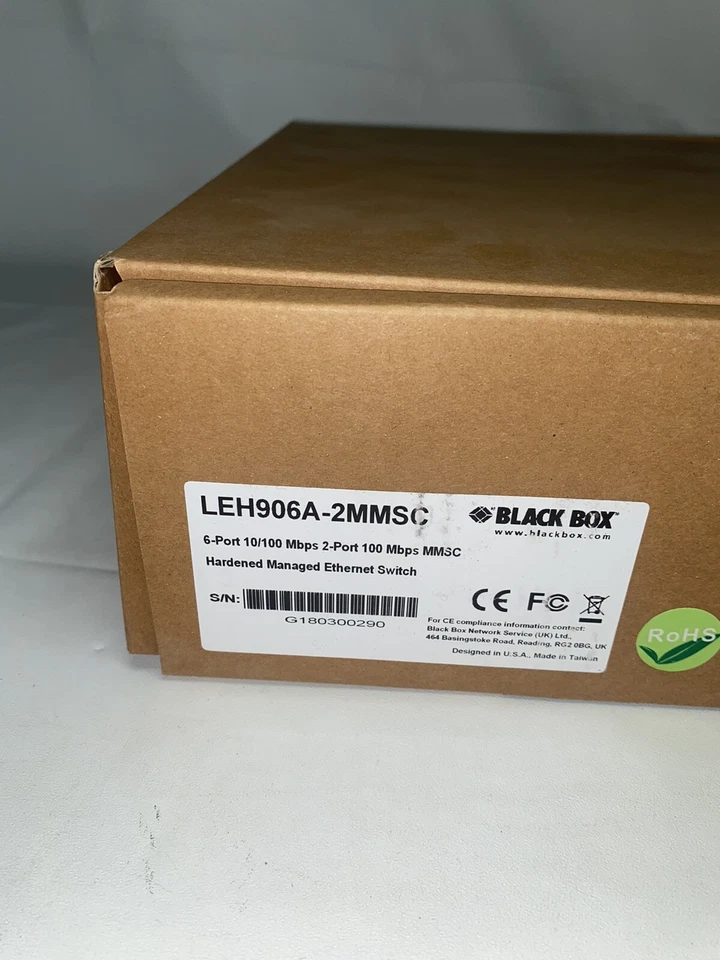 LEH906A-2MMSC
BLACK BOX
www.blackbox.com
6-Port 10/100 Mbps 2-Port 100 Mbps MMSC
Hardened Managed Ethernet Switch
S/N:
G180300290
CE FC
For CE compliance information contact:
Black Box Network Service (UK) Ltd.,
464 Basingstoke Road, Reading, RG2 0BG, UK
Designed in U.S.A., Made in Taiwan
RoHS